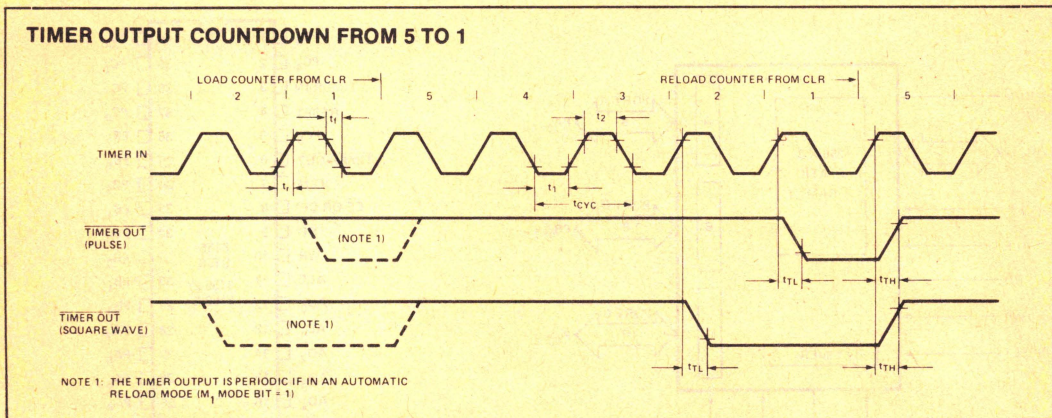 TIMER OUTPUT COUNTDOWN FROM 5 TO 1
LOAD COUNTER FROM CLR
RELOAD COUNTER FROM CLR
2 1 5 4 3 2 1 5
tf
t2
TIMER IN
tr
t1
tCYC
TIMER OUT
(PULSE)
(NOTE 1)
tTL
tTH
TIMER OUT
(SQUARE WAVE)
(NOTE 1)
tTL
tTH
NOTE 1: THE TIMER OUTPUT IS PERIODIC IF IN AN AUTOMATIC
RELOAD MODE (M1 MODE BIT = 1)